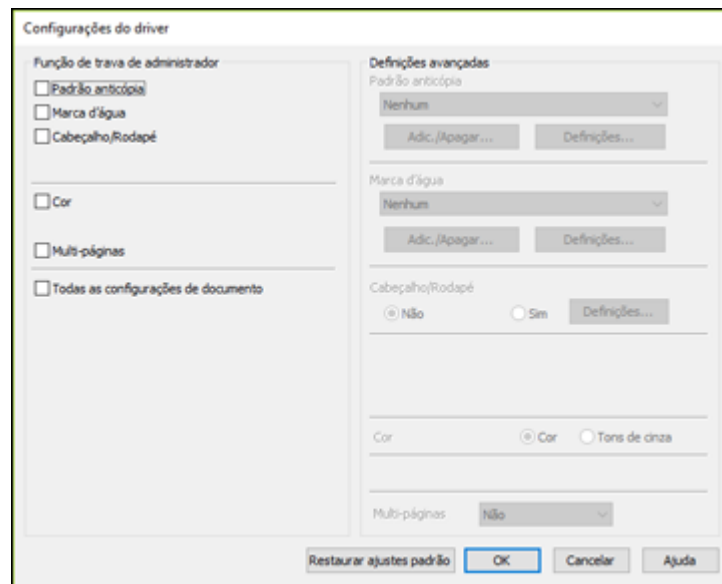 Configurações do driver
Função de trava de administrador
Padrão anticópia
Marca d'água
Cabeçalho/Rodapé
Cor
Multi-páginas
Todas as configurações de documento
Definições avançadas
Padrão anticópia
Nenhum
Adic./Apagar... Definições...
Marca d'água
Nenhum
Adic./Apagar... Definições...
Cabeçalho/Rodapé
Não Sim Definições...
Cor Cor Tons de cinza
Multi-páginas Não
Restaurar ajustes padrão OK Cancelar Ajuda